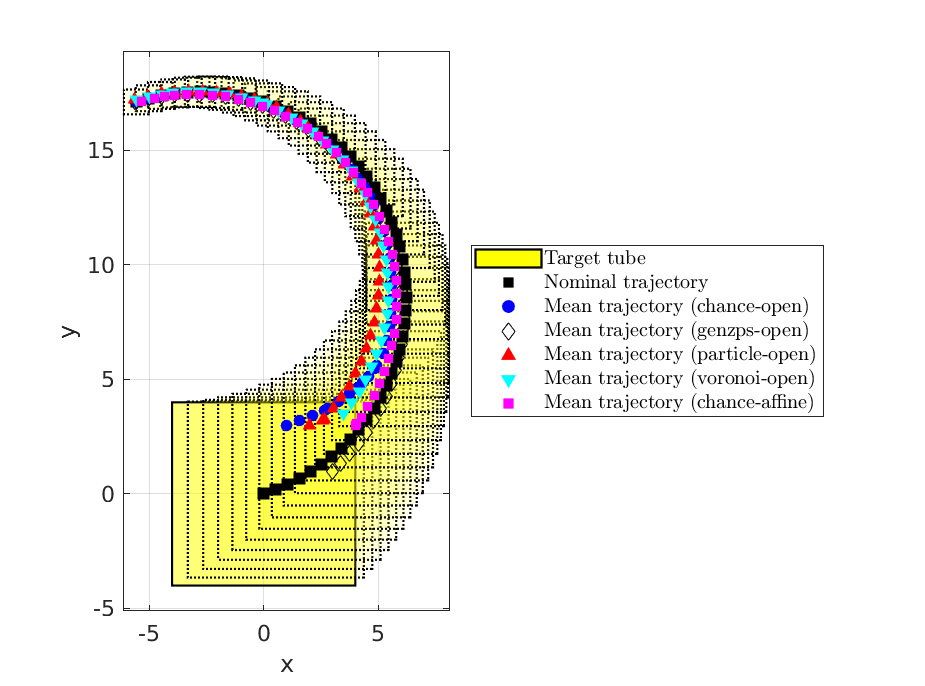 15
10
5
0
-5
-5 0 5
x
y
Target tube
Nominal trajectory
Mean trajectory (chance-open)
Mean trajectory (genzps-open)
Mean trajectory (particle-open)
Mean trajectory (voronoi-open)
Mean trajectory (chance-affine)